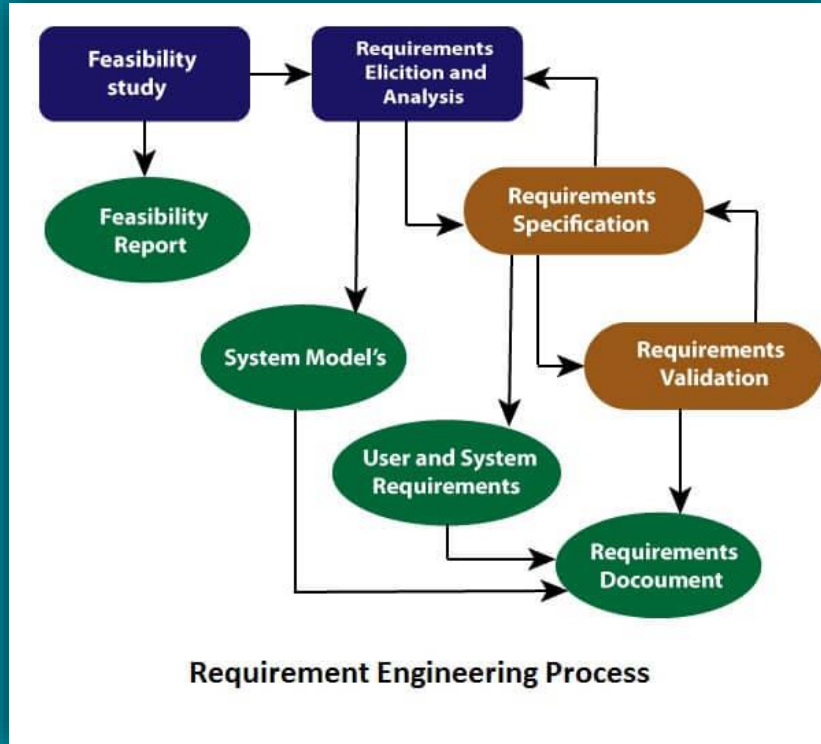 Feasibility
study
Requirements
Elicition and
Analysis
Feasibility
Report
Requirements
Specification
System Model's
Requirements
Validation
User and System
Requirements
Requirements
Docoument
Requirement Engineering Process